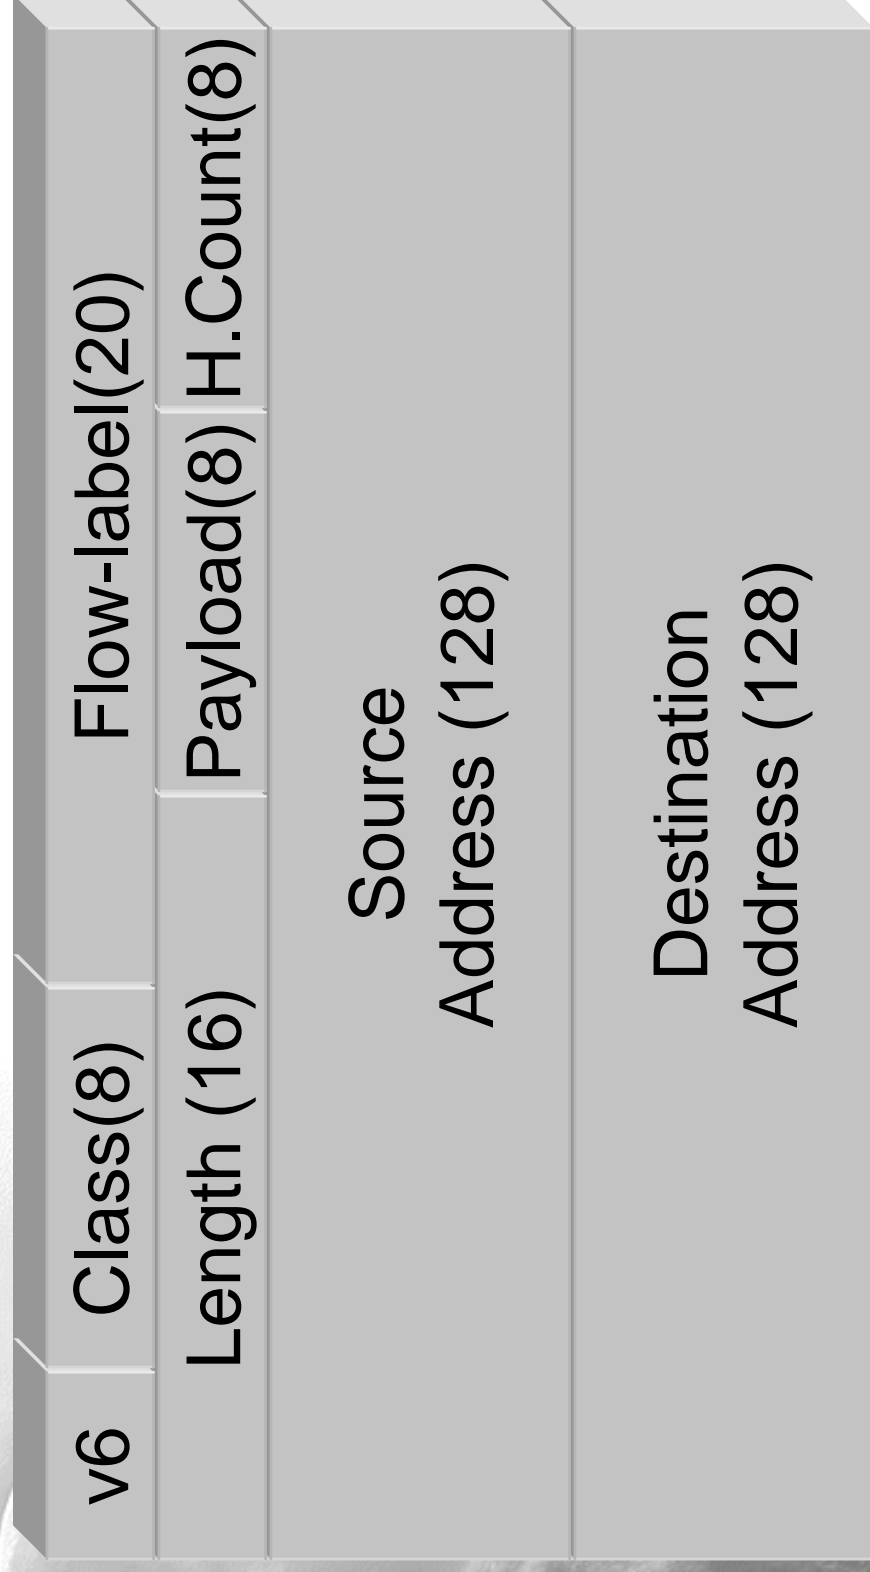 v6
Class(8)
Flow-label(20)
Length (16)
Payload(8)
H.Count(8)
Source
Address (128)
Destination
Address (128)